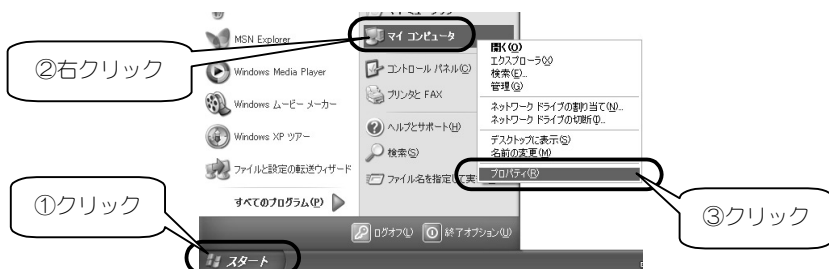 MSN Explorer
Windows Media Player
Windows ムービー メーカー
Windows XP ツアー
ファイルと設定の転送ウィザード
すべてのプログラム(P)
マイ コンピュータ
コントロール パネル(C)
プリンタと FAX
ヘルプとサポート(H)
検索(S)
ファイル名を指定して実
ログオフ(L)
終了オプション(U)
スタート
開く(O)
エクスプローラ(X)
検索(E)...
管理(G)
ネットワーク ドライブの割り当て(N)...
ネットワーク ドライブの切断(I)...
デスクトップに表示(S)
名前の変更(M)
プロパティ(R)
②右クリック
①クリック
③クリック